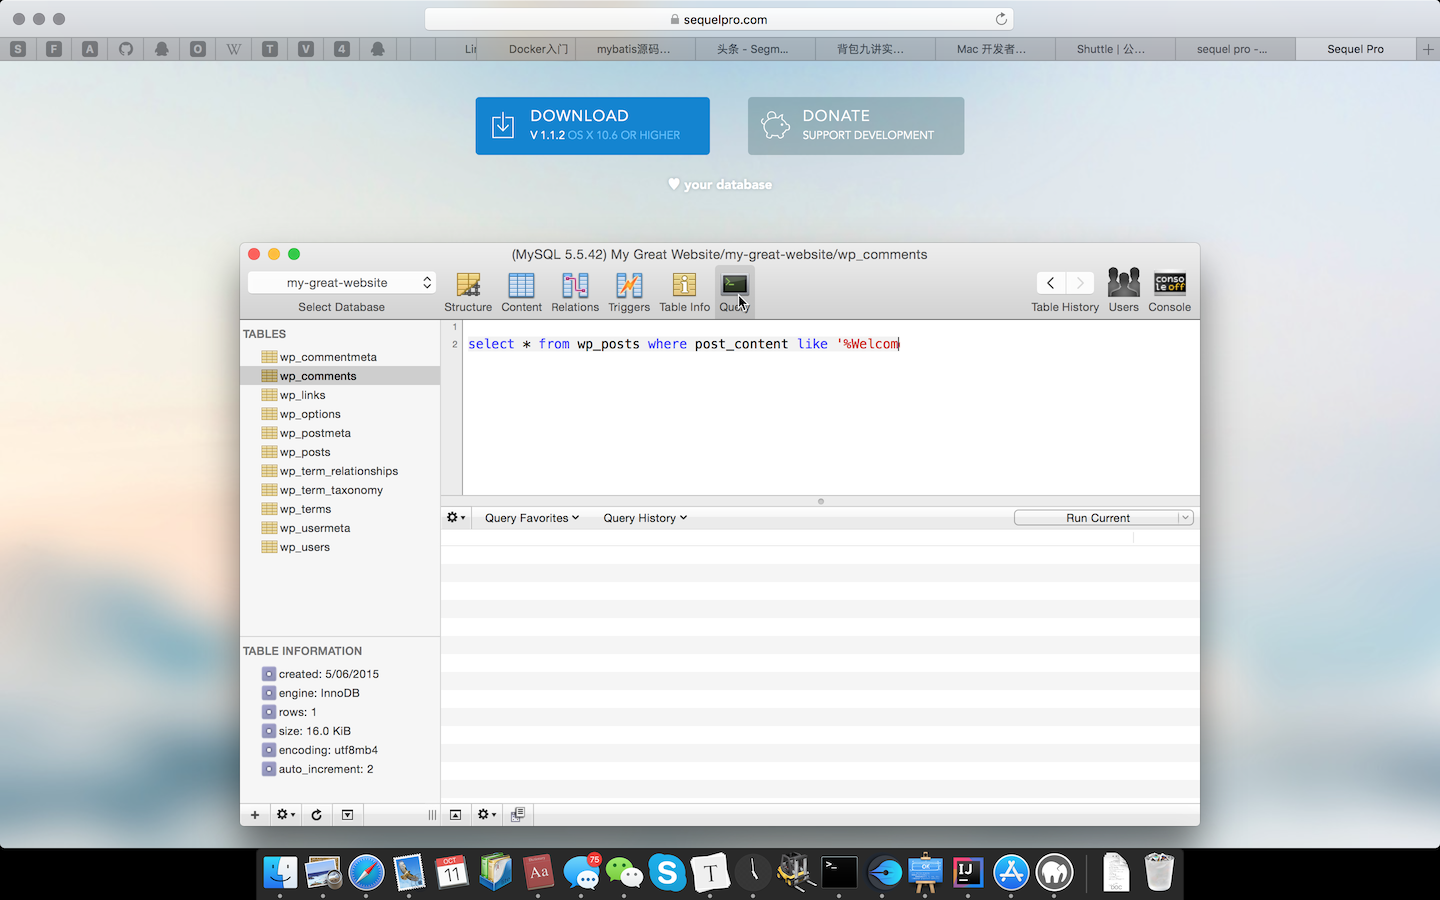 sequelpro.com
S F A O W T V 4 Lir Docker入门 mybatis源码... 头条 - Segm... 背包九讲实... Mac 开发者... Shuttle | 公... sequel pro -... Sequel Pro
DOWNLOAD
V 1.1.2 OS X 10.6 OR HIGHER
DONATE
SUPPORT DEVELOPMENT
your database
(MySQL 5.5.42) My Great Website/my-great-website/wp_comments
my-great-website
Select Database
Structure Content Relations Triggers Table Info Query
Table History Users Console
conso
le off
TABLES
wp_commentmeta
wp_comments
wp_links
wp_options
wp_postmeta
wp_posts
wp_term_relationships
wp_term_taxonomy
wp_terms
wp_usermeta
wp_users
1
2 select * from wp_posts where post_content like '%Welcom
Query Favorites Query History Run Current
TABLE INFORMATION
created: 5/06/2015
engine: InnoDB
rows: 1
size: 16.0 KiB
encoding: utf8mb4
auto_increment: 2
OCT
11
Aa
75
S
T
>_
IJ
DOC